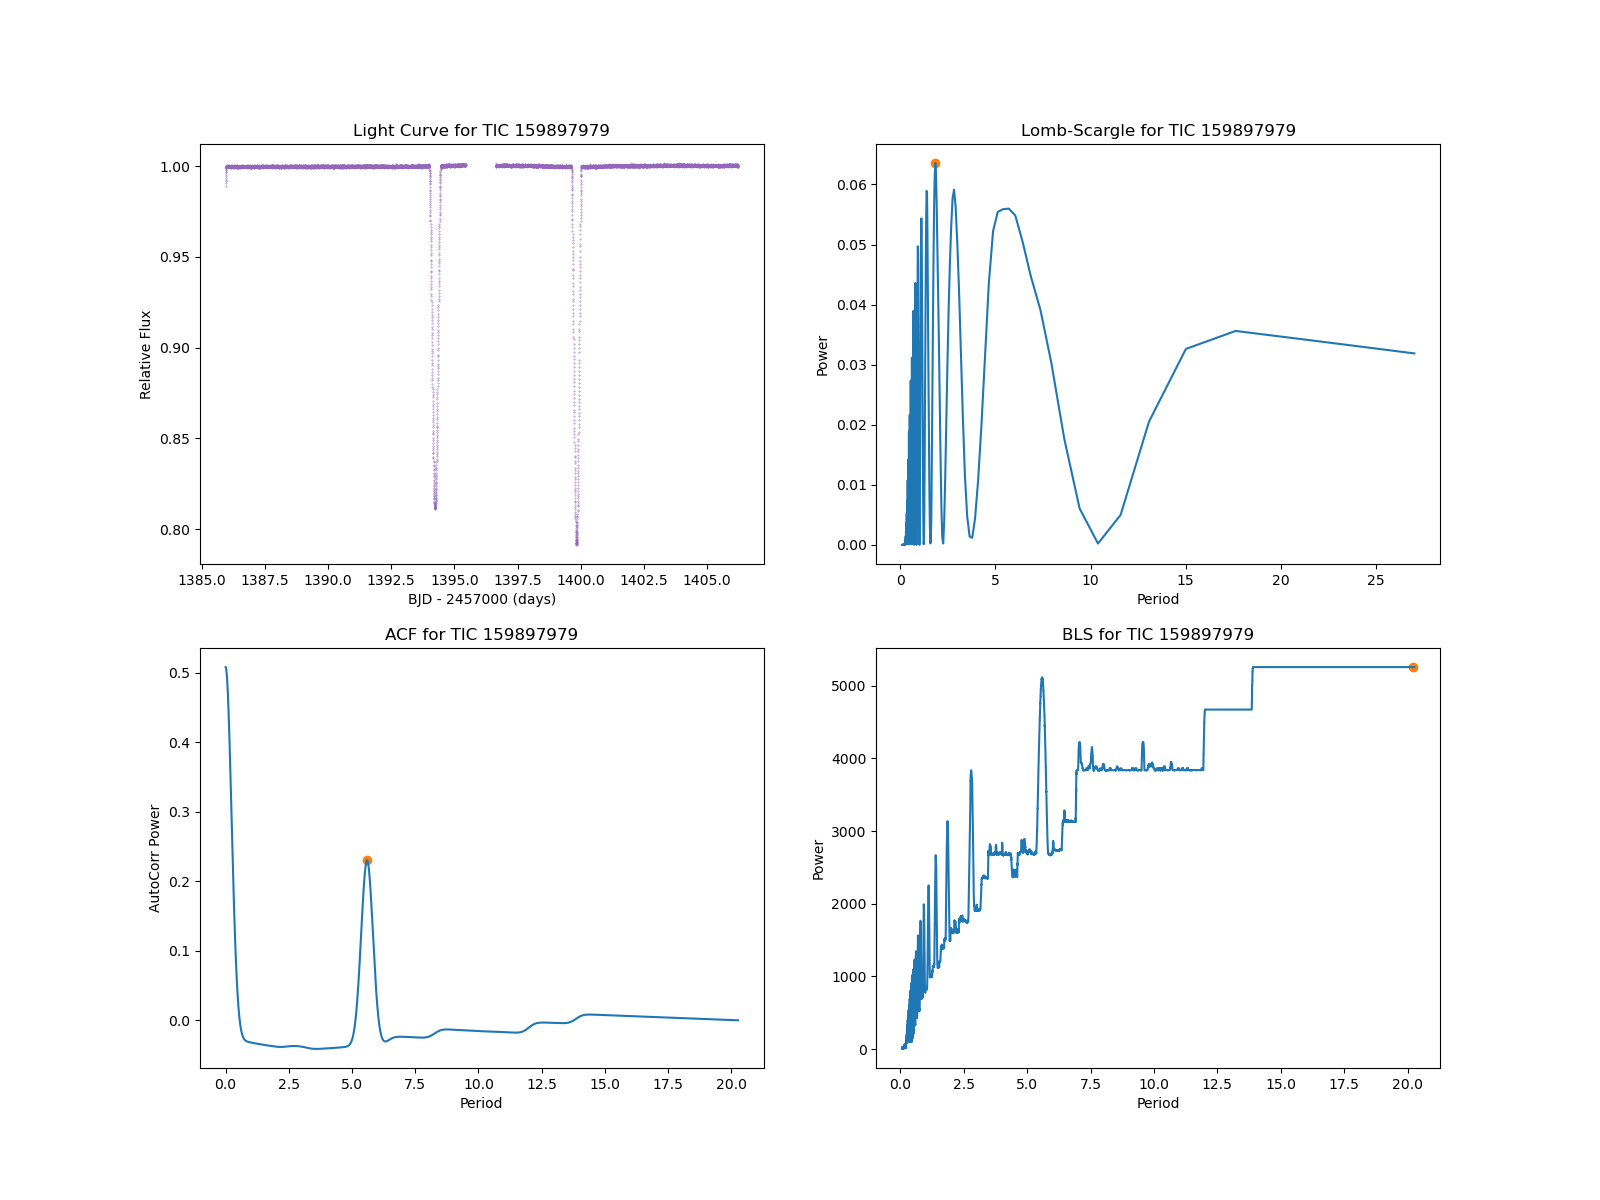 Light Curve for TIC 159897979
1.00
0.95
0.90
0.85
0.80
Relative Flux
1385.0 1387.5 1390.0 1392.5 1395.0 1397.5 1400.0 1402.5 1405.0
BJD - 2457000 (days)
Lomb-Scargle for TIC 159897979
0.06
0.05
0.04
0.03
0.02
0.01
0.00
Power
0 5 10 15 20 25
Period
ACF for TIC 159897979
0.5
0.4
0.3
0.2
0.1
0.0
AutoCorr Power
0.0 2.5 5.0 7.5 10.0 12.5 15.0 17.5 20.0
Period
BLS for TIC 159897979
5000
4000
3000
2000
1000
0
Power
0.0 2.5 5.0 7.5 10.0 12.5 15.0 17.5 20.0
Period